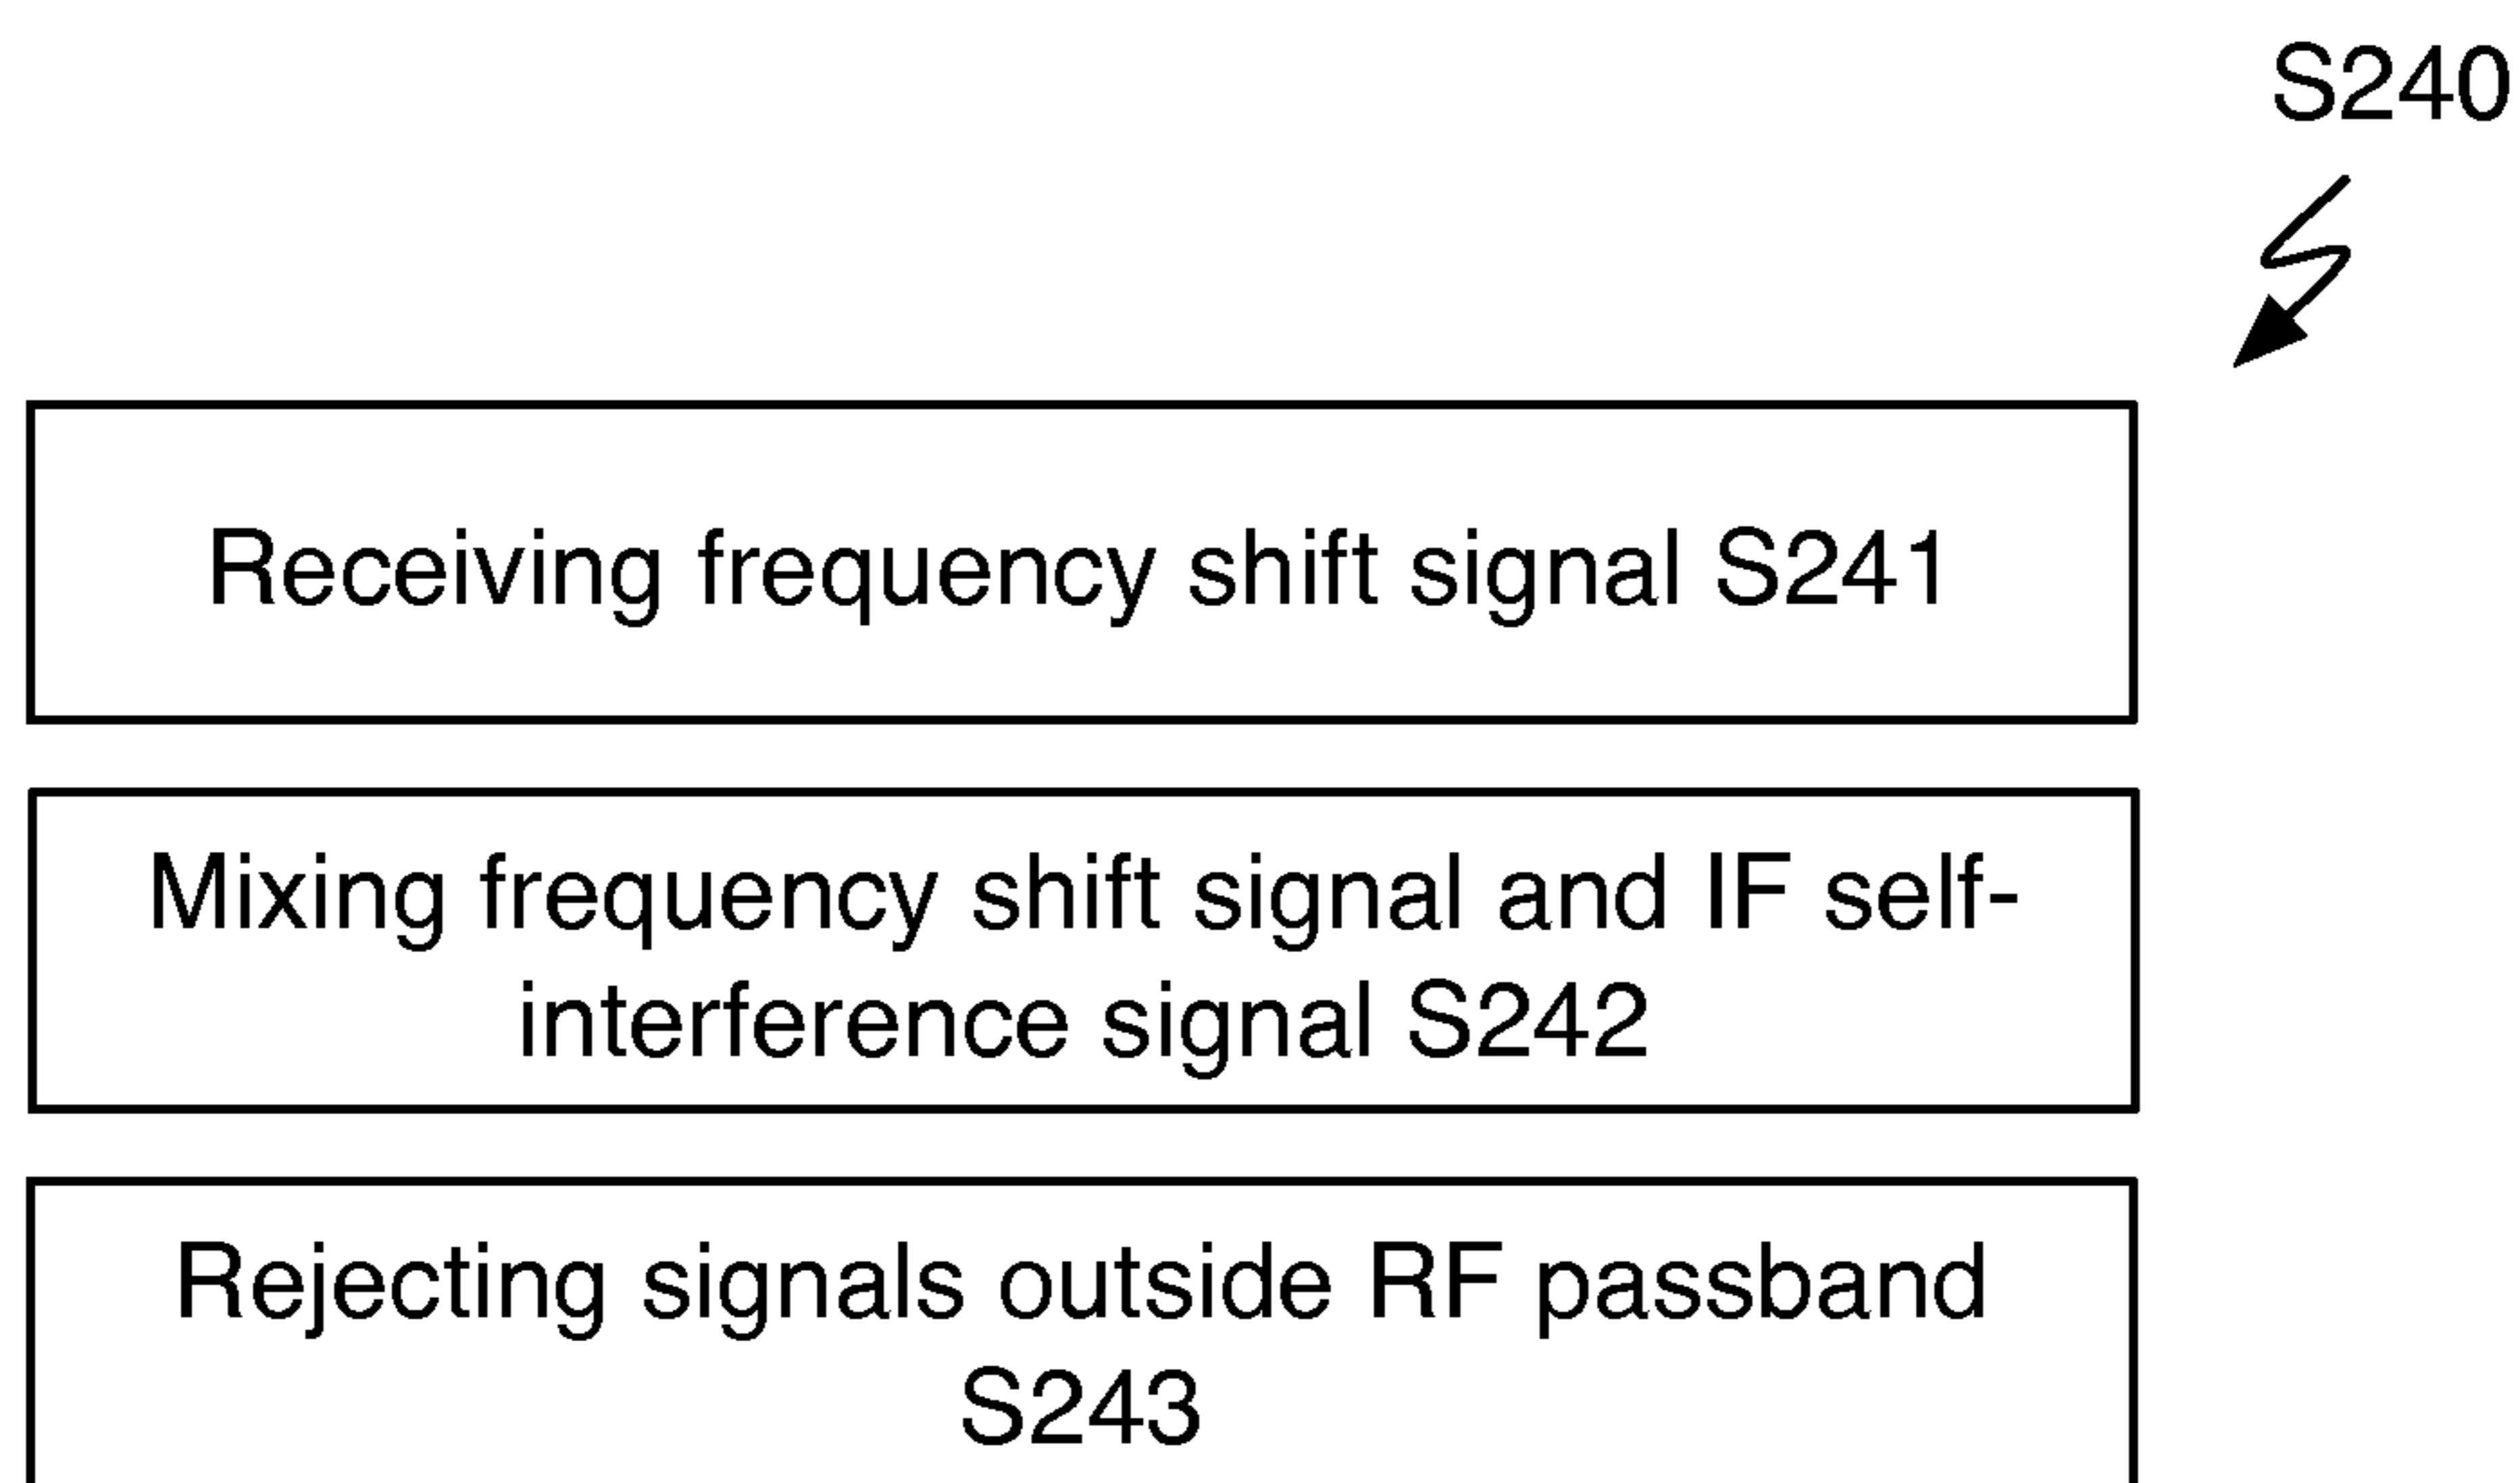 S240
Receiving frequency shift signal S241
Mixing frequency shift signal and IF self-
interference signal S242
Rejecting signals outside RF passband
S243